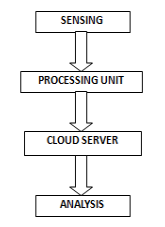 SENSING
PROCESSING UNIT
CLOUD SERVER
ANALYSIS